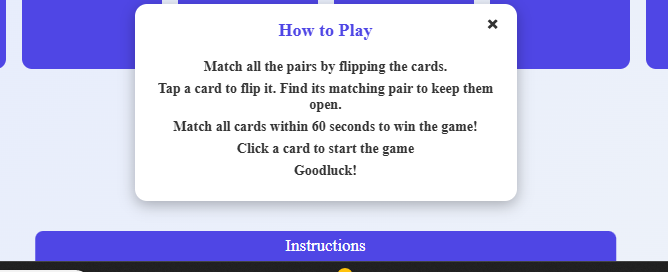 How to Play
Match all the pairs by flipping the cards.
Tap a card to flip it. Find its matching pair to keep them
open.
Match all cards within 60 seconds to win the game!
Click a card to start the game
Goodluck!
Instructions